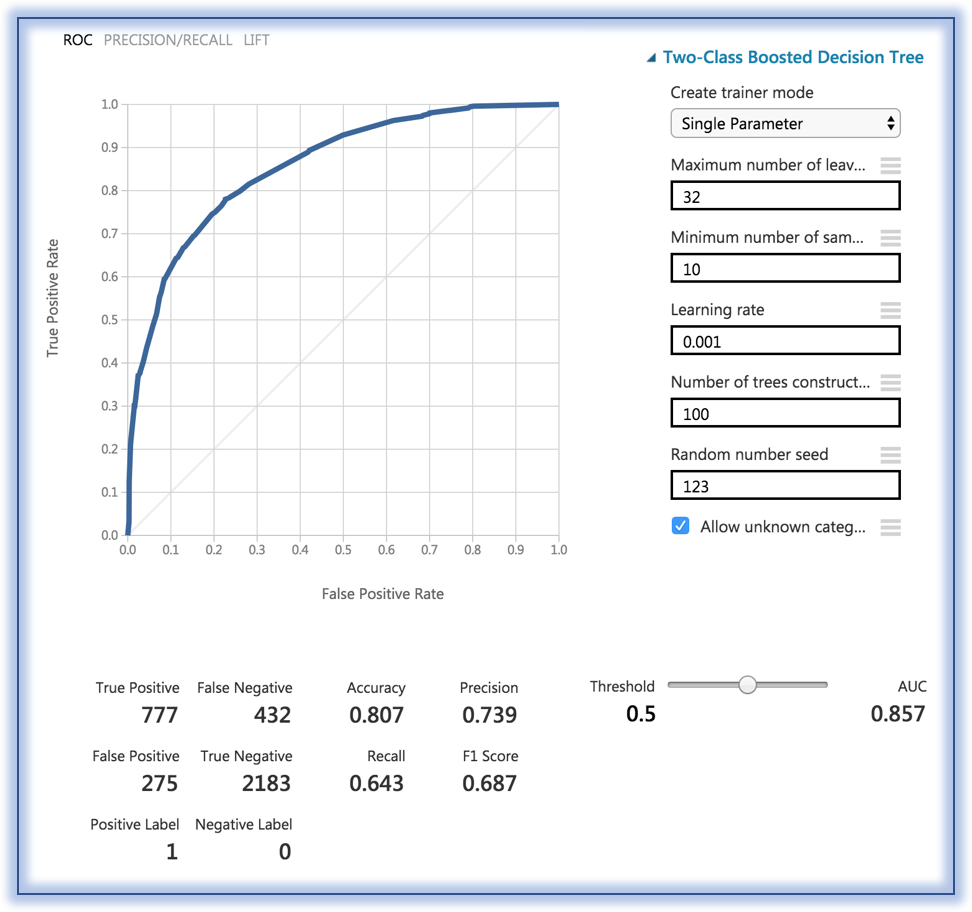 ROC PRECISION/RECALL LIFT
Two-Class Boosted Decision Tree
Create trainer mode
Single Parameter
Maximum number of leav...
32
Minimum number of sam...
10
Learning rate
0.001
Number of trees construct...
100
Random number seed
123
Allow unknown categ...
True Positive Rate
1.0
0.9
0.8
0.7
0.6
0.5
0.4
0.3
0.2
0.1
0.0
0.0 0.1 0.2 0.3 0.4 0.5 0.6 0.7 0.8 0.9 1.0
False Positive Rate
True Positive False Negative Accuracy Precision Threshold AUC
777 432 0.807 0.739 0.5 0.857
False Positive True Negative Recall F1 Score
275 2183 0.643 0.687
Positive Label Negative Label
1 0